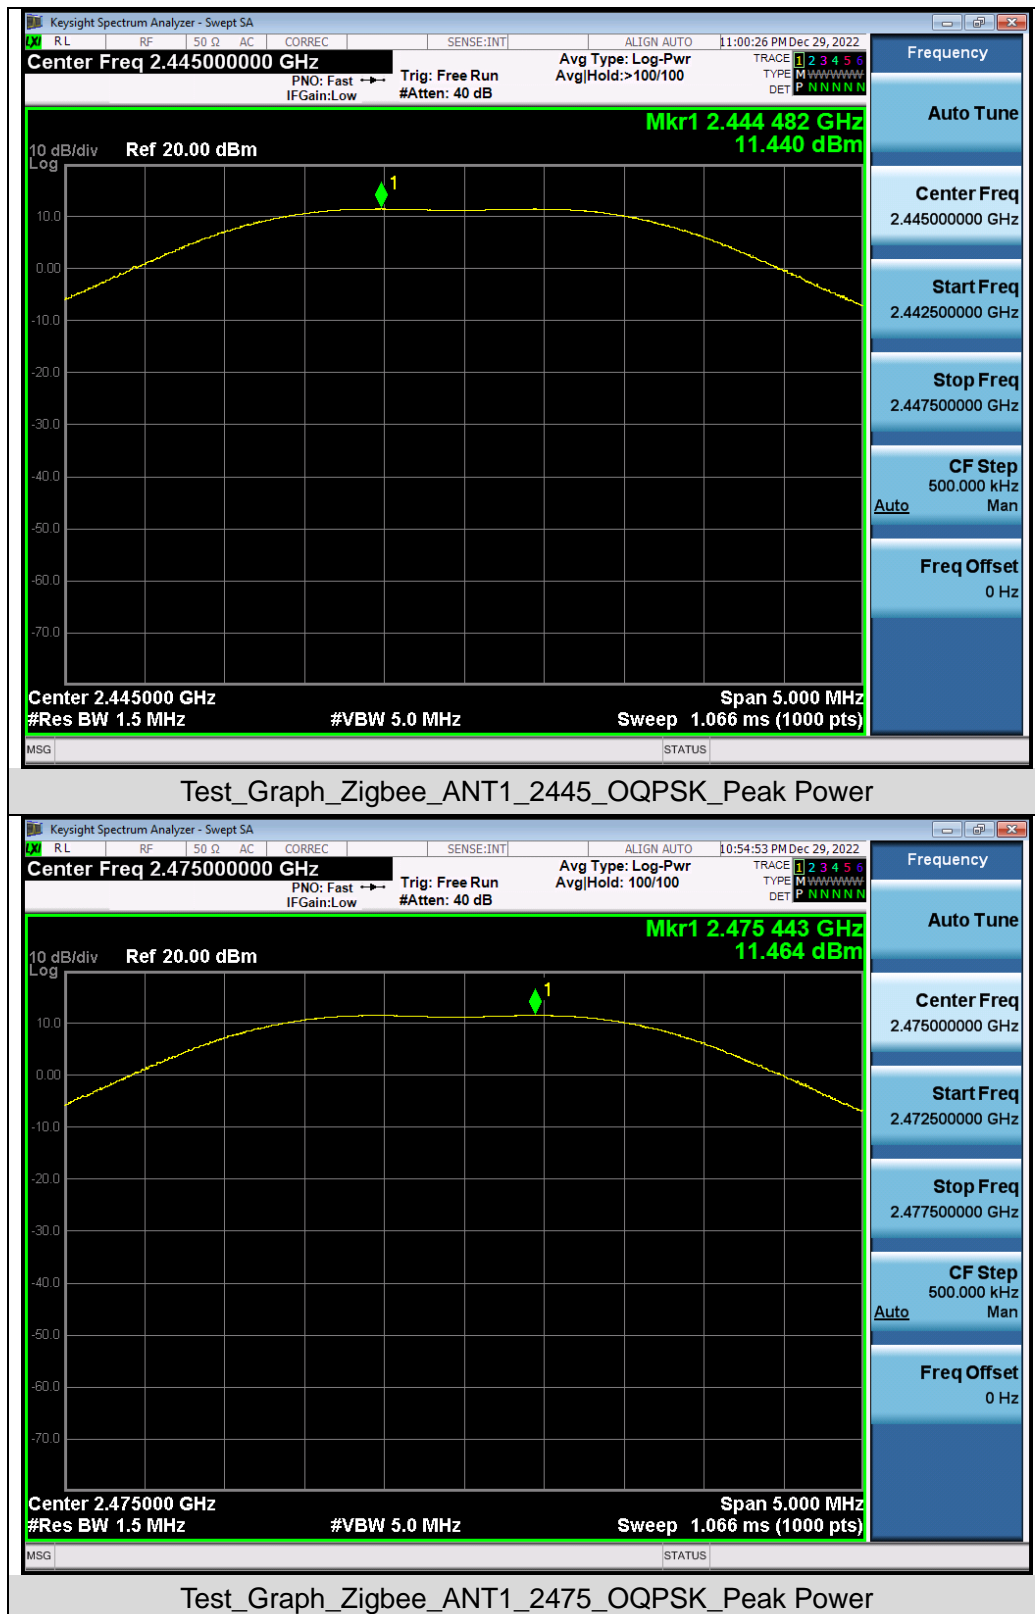 Keysight Spectrum Analyzer - Swept SA
LXI RL RF 50 Ω AC CORREC SENSE:INT ALIGN AUTO 11:00:26 PM Dec 29, 2022
Center Freq 2.445000000 GHz
PNO: Fast
IFGain:Low
Trig: Free Run
#Atten: 40 dB
Avg Type: Log-Pwr
Avg|Hold:>100/100
TRACE 1 2 3 4 5 6
TYPE M W W W W W
DET P N N N N N
Frequency
Mkr1 2.444 482 GHz
11.440 dBm
10 dB/div Ref 20.00 dBm
Log
1
10.0
0.00
-10.0
-20.0
-30.0
-40.0
-50.0
-60.0
-70.0
Center 2.445000 GHz Span 5.000 MHz
#Res BW 1.5 MHz #VBW 5.0 MHz Sweep 1.066 ms (1000 pts)
MSG STATUS
Auto Tune
Center Freq
2.445000000 GHz
Start Freq
2.442500000 GHz
Stop Freq
2.447500000 GHz
CF Step
500.000 kHz
Auto Man
Freq Offset
0 Hz
Test_Graph_Zigbee_ANT1_2445_OQPSK_Peak Power
Keysight Spectrum Analyzer - Swept SA
LXI RL RF 50 Ω AC CORREC SENSE:INT ALIGN AUTO 10:54:53 PM Dec 29, 2022
Center Freq 2.475000000 GHz
PNO: Fast
IFGain:Low
Trig: Free Run
#Atten: 40 dB
Avg Type: Log-Pwr
Avg|Hold: 100/100
TRACE 1 2 3 4 5 6
TYPE M W W W W W
DET P N N N N N
Frequency
Mkr1 2.475 443 GHz
11.464 dBm
10 dB/div Ref 20.00 dBm
Log
1
10.0
0.00
-10.0
-20.0
-30.0
-40.0
-50.0
-60.0
-70.0
Center 2.475000 GHz Span 5.000 MHz
#Res BW 1.5 MHz #VBW 5.0 MHz Sweep 1.066 ms (1000 pts)
MSG STATUS
Auto Tune
Center Freq
2.475000000 GHz
Start Freq
2.472500000 GHz
Stop Freq
2.477500000 GHz
CF Step
500.000 kHz
Auto Man
Freq Offset
0 Hz
Test_Graph_Zigbee_ANT1_2475_OQPSK_Peak Power